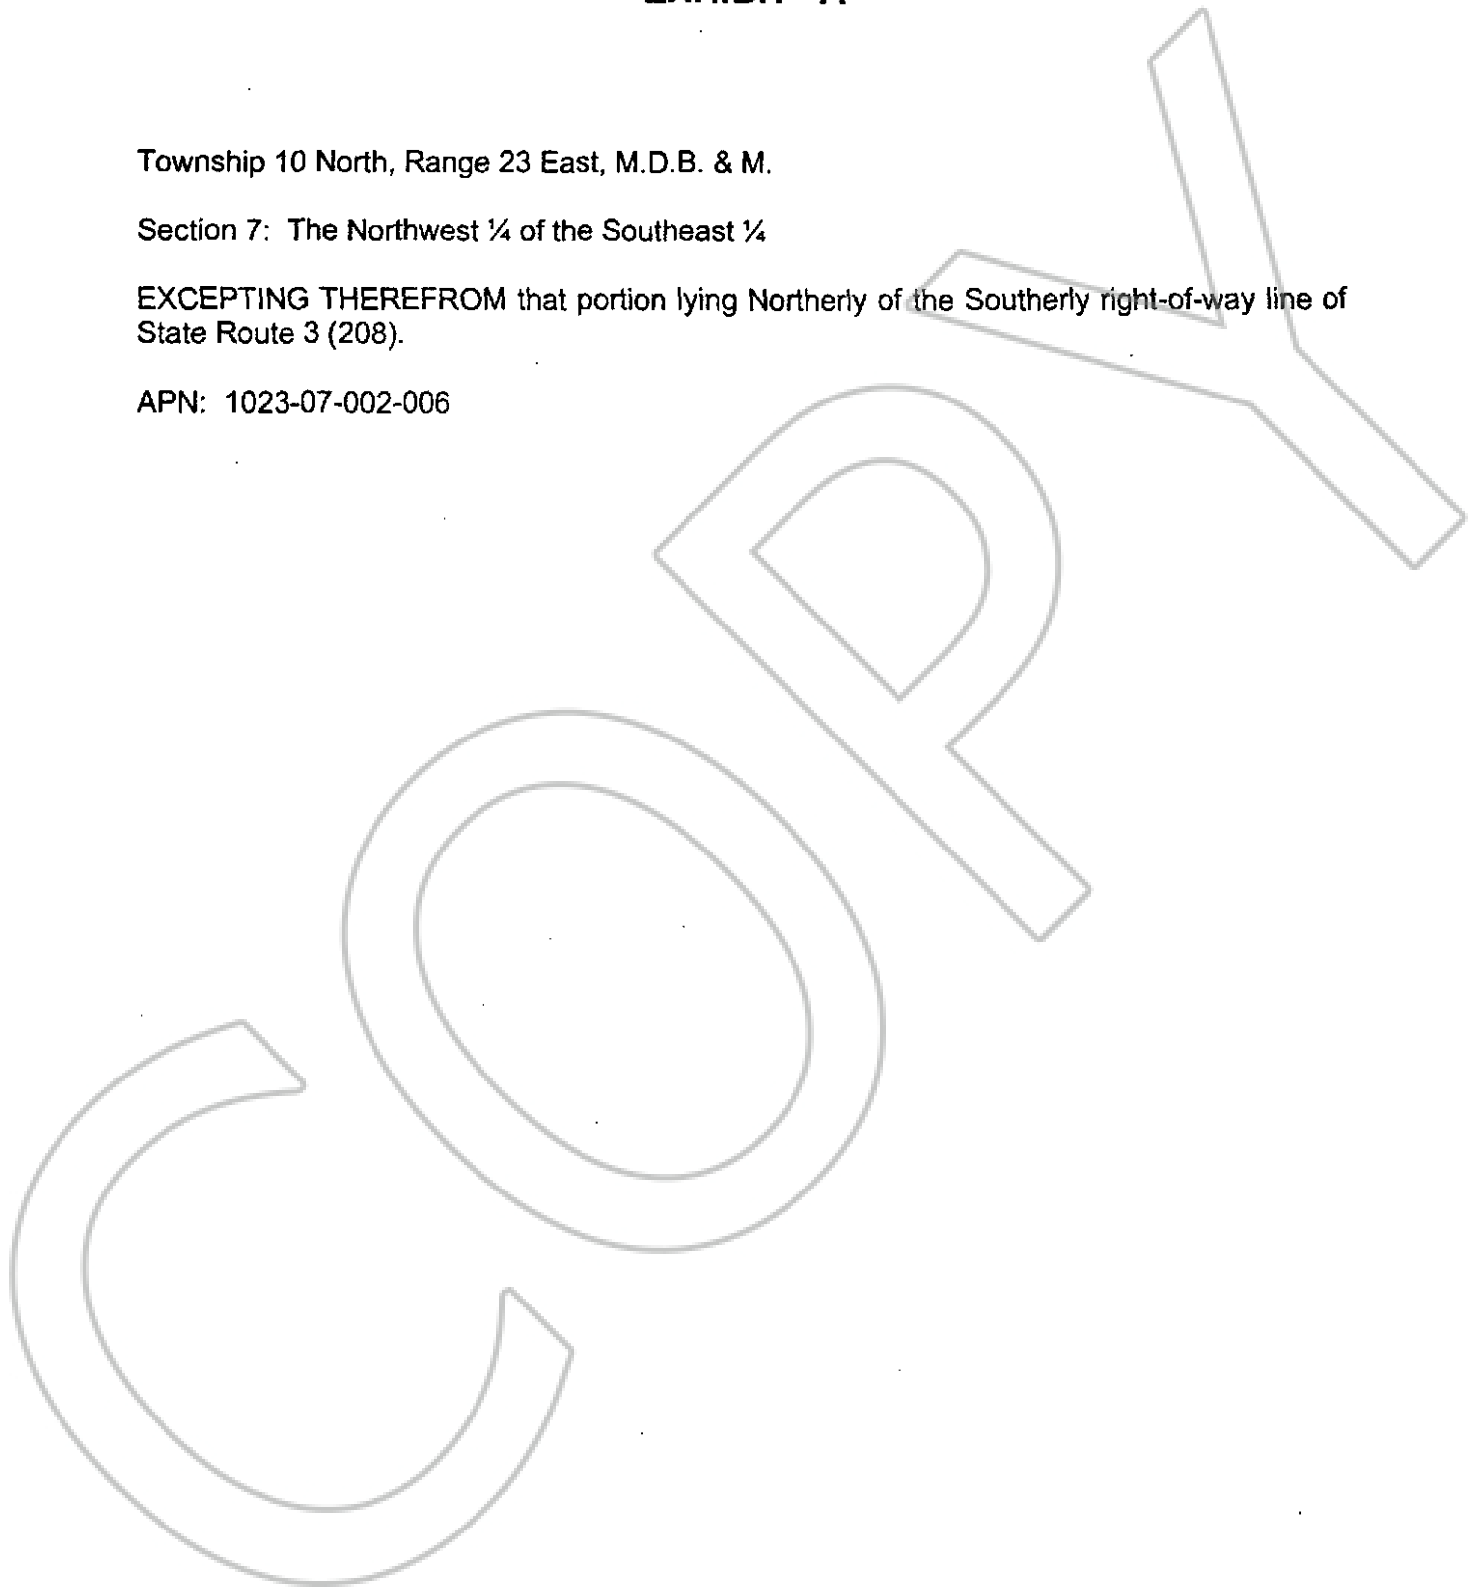 Township 10 North, Range 23 East, M.D.B. & M.
Section 7: The Northwest ¼ of the Southeast ¼
EXCEPTING THEREFROM that portion lying Northerly of the Southerly right-of-way line of
State Route 3 (208).
APN: 1023-07-002-006
COPY